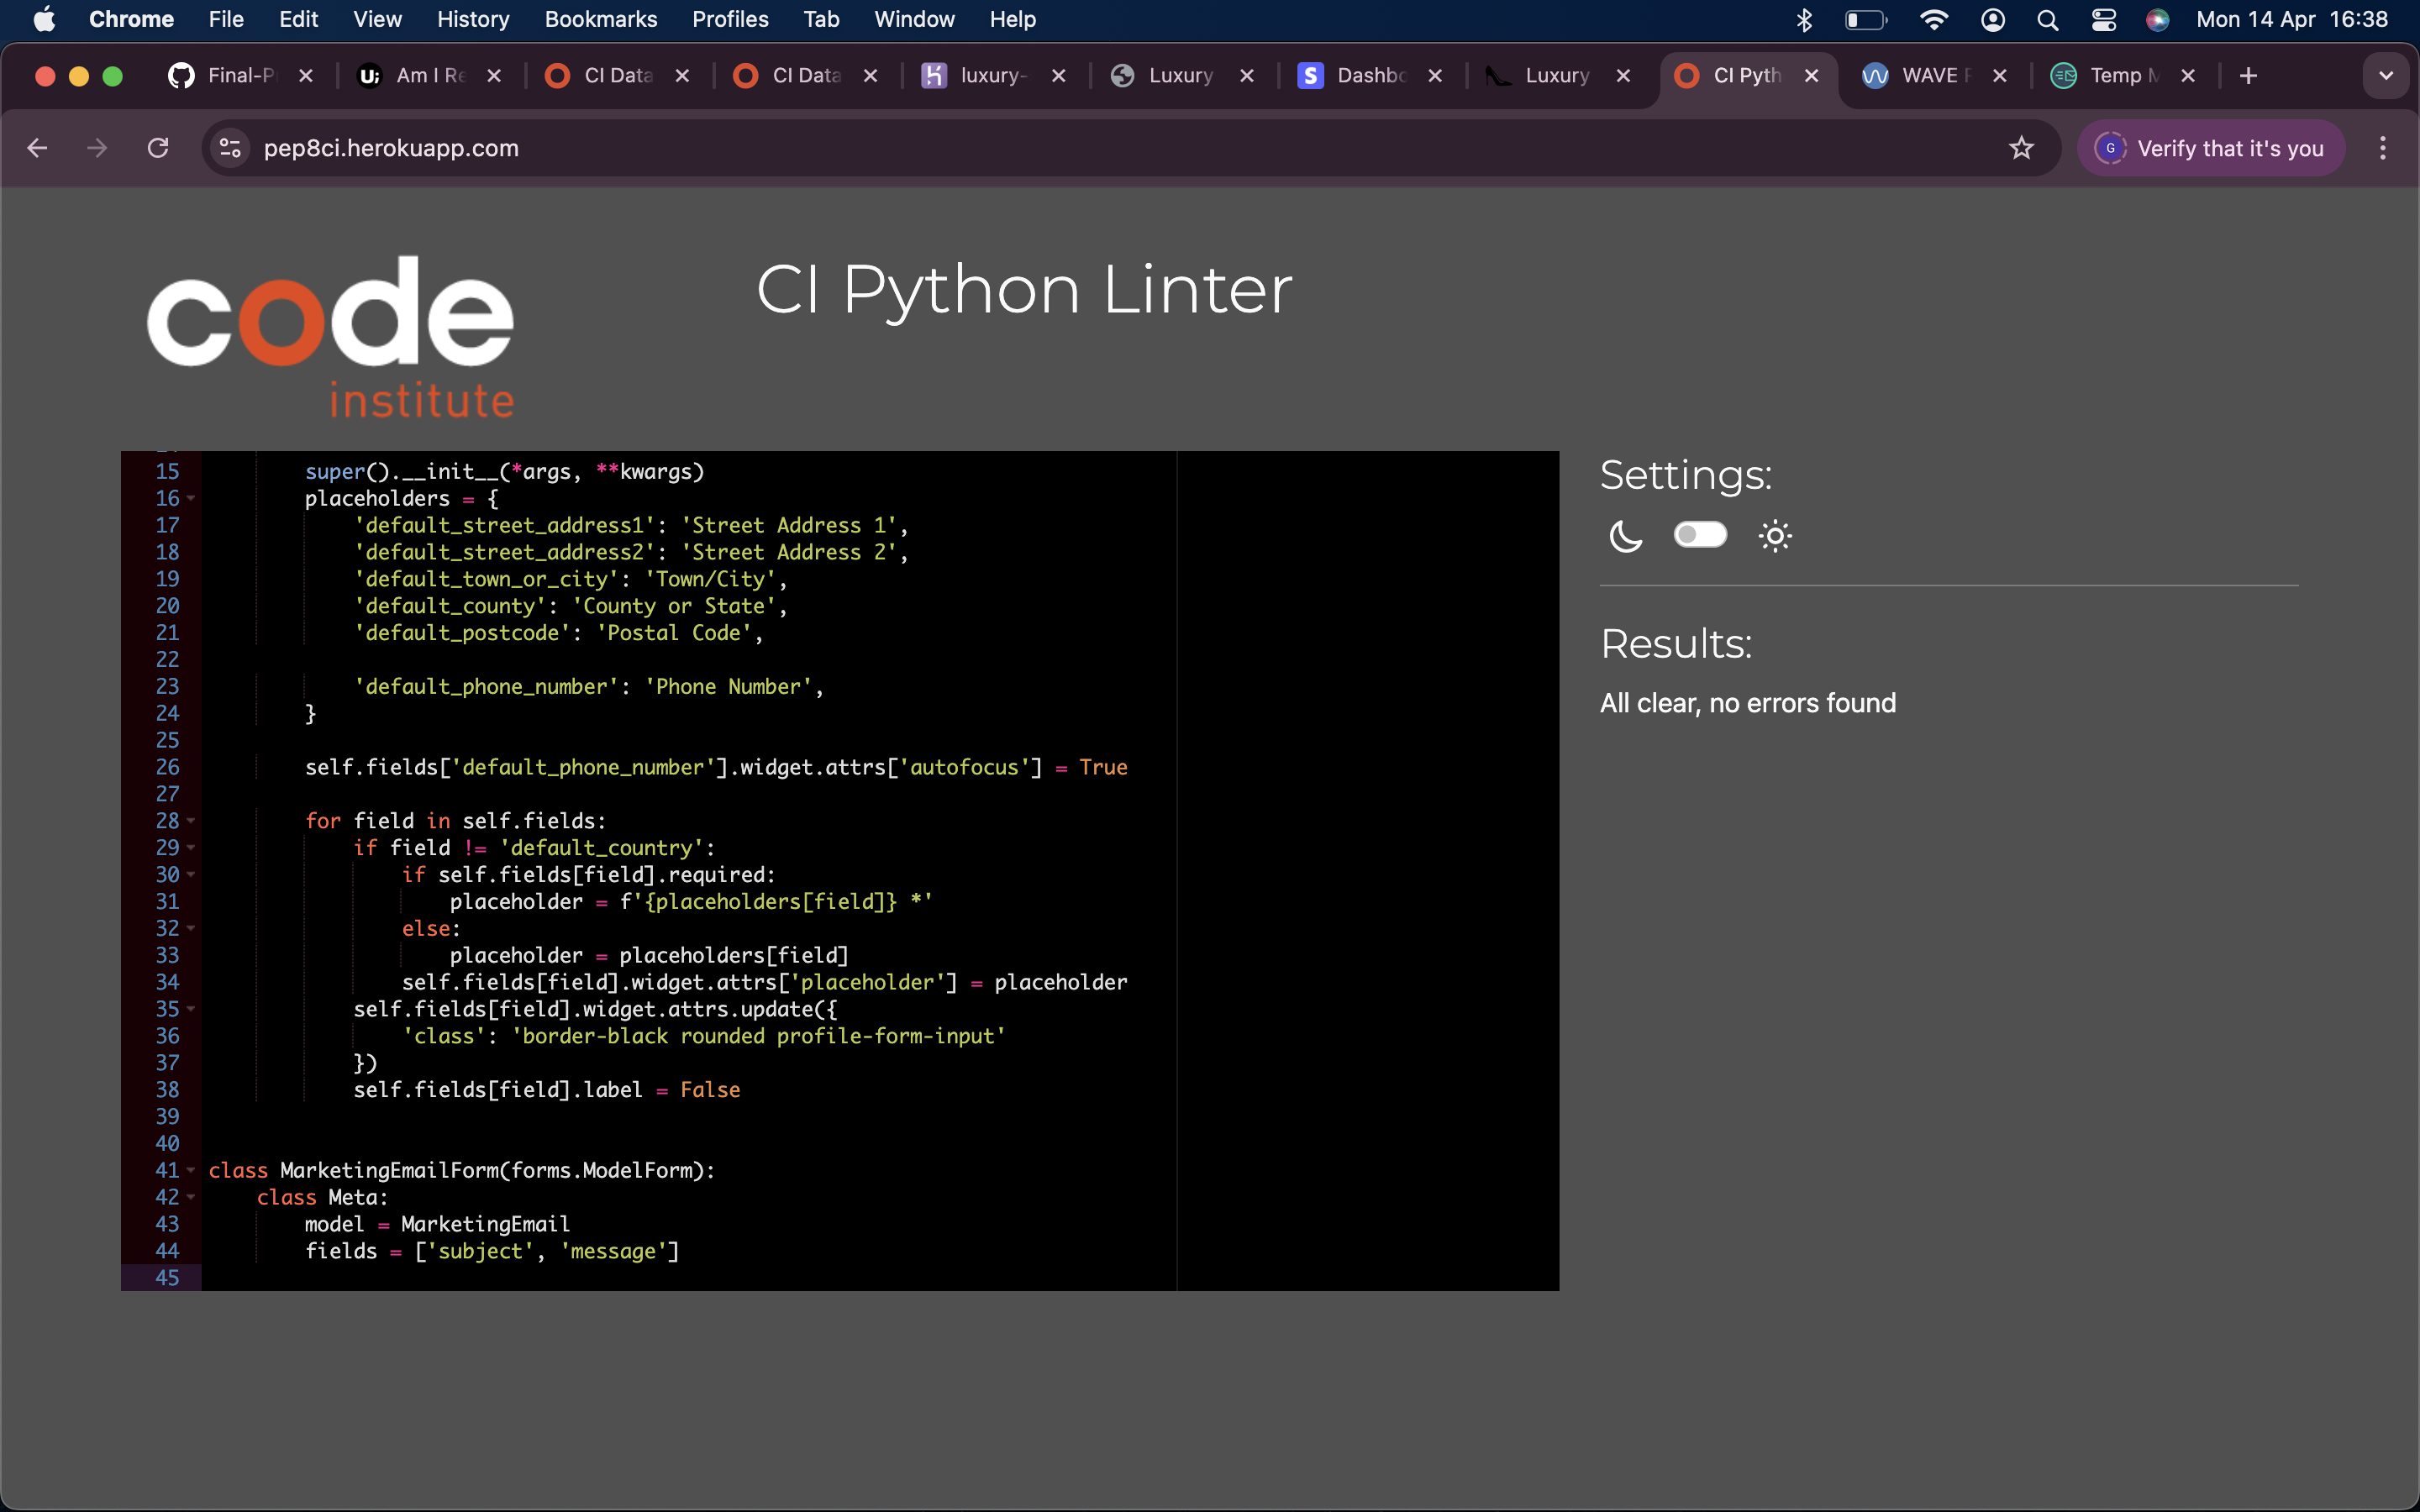 Chrome File Edit View History Bookmarks Profiles Tab Window Help Mon 14 Apr 16:38
Final-P Am I Re CI Data CI Data luxury- Luxury Dashbo Luxury CI Pyth WAVE Temp M
pep8ci.herokuapp.com G Verify that it's you
code
institute
CI Python Linter
15 super().__init__(*args, **kwargs)
16 placeholders = {
17 'default_street_address1': 'Street Address 1',
18 'default_street_address2': 'Street Address 2',
19 'default_town_or_city': 'Town/City',
20 'default_county': 'County or State',
21 'default_postcode': 'Postal Code',
22
23 'default_phone_number': 'Phone Number',
24 }
25
26 self.fields['default_phone_number'].widget.attrs['autofocus'] = True
27
28 for field in self.fields:
29 if field != 'default_country':
30 if self.fields[field].required:
31 placeholder = f'{placeholders[field]} *'
32 else:
33 placeholder = placeholders[field]
34 self.fields[field].widget.attrs['placeholder'] = placeholder
35 self.fields[field].widget.attrs.update({
36 'class': 'border-black rounded profile-form-input'
37 })
38 self.fields[field].label = False
39
40
41 class MarketingEmailForm(forms.ModelForm):
42 class Meta:
43 model = MarketingEmail
44 fields = ['subject', 'message']
45
Settings:
Results:
All clear, no errors found